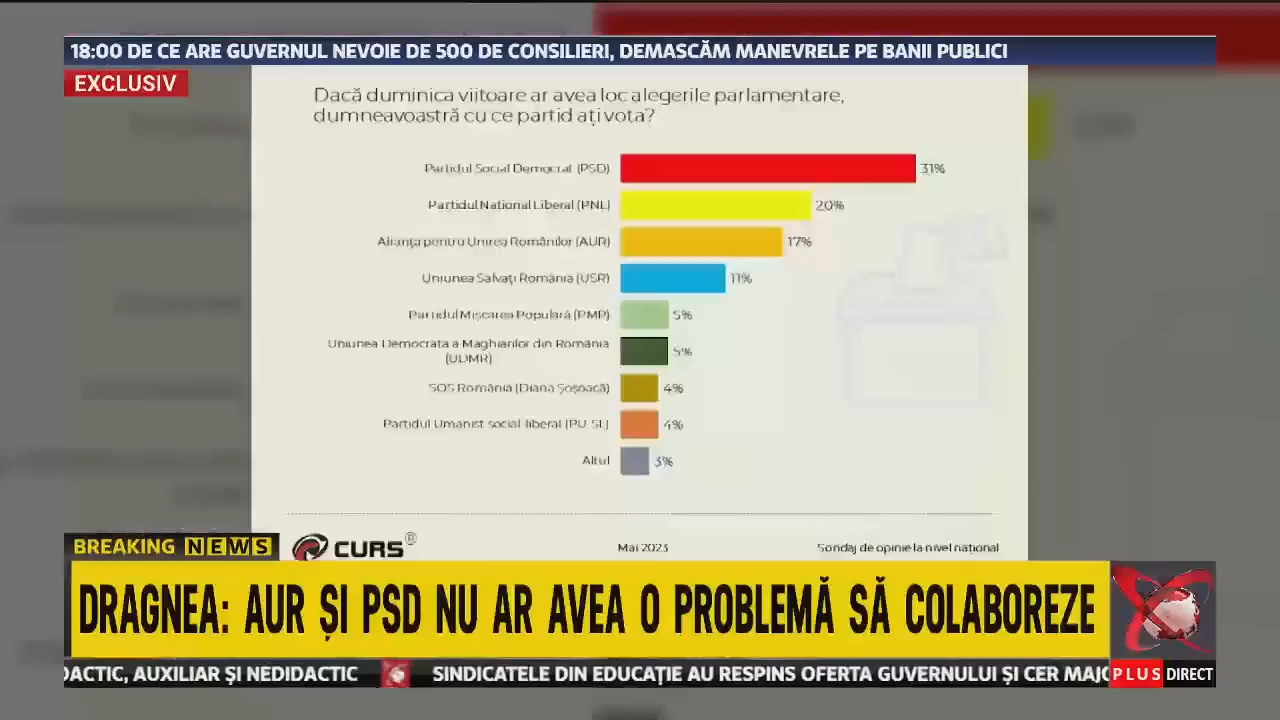 18:00 DE CE ARE GUVERNUL NEVOIE DE 500 DE CONSILIERI, DEMASCĂM MANEVRELE PE BANII PUBLICI
EXCLUSIV
Dacă duminica viitoare ar avea loc alegerile parlamentare,
dumneavoastră cu ce partid ați vota?
Partidul Social Democrat (PSD) 31%
Partidul National Liberal (PNL) 20%
Alianța pentru Unirea Românilor (AUR) 17%
Uniunea Salvați România (USR) 11%
Partidul Mișcarea Populară (PMP) 5%
Uniunea Democrata a Maghiarilor din România
(UDMR) 5%
SOS România (Diana Șoșoacă) 4%
Partidul Umanist social-liberal (PU-SL) 4%
Altul 3%
CURS®
Mai 2023
Sondaj de opinie la nivel național
BREAKING NEWS
DRAGNEA: AUR ȘI PSD NU AR AVEA O PROBLEMĂ SĂ COLABOREZE
DACTIC, AUXILIAR ŞI NEDIDACTIC SINDICATELE DIN EDUCAŢIE AU RESPINS OFERTA GUVERNULUI ŞI CER MAJO
PLUS DIRECT